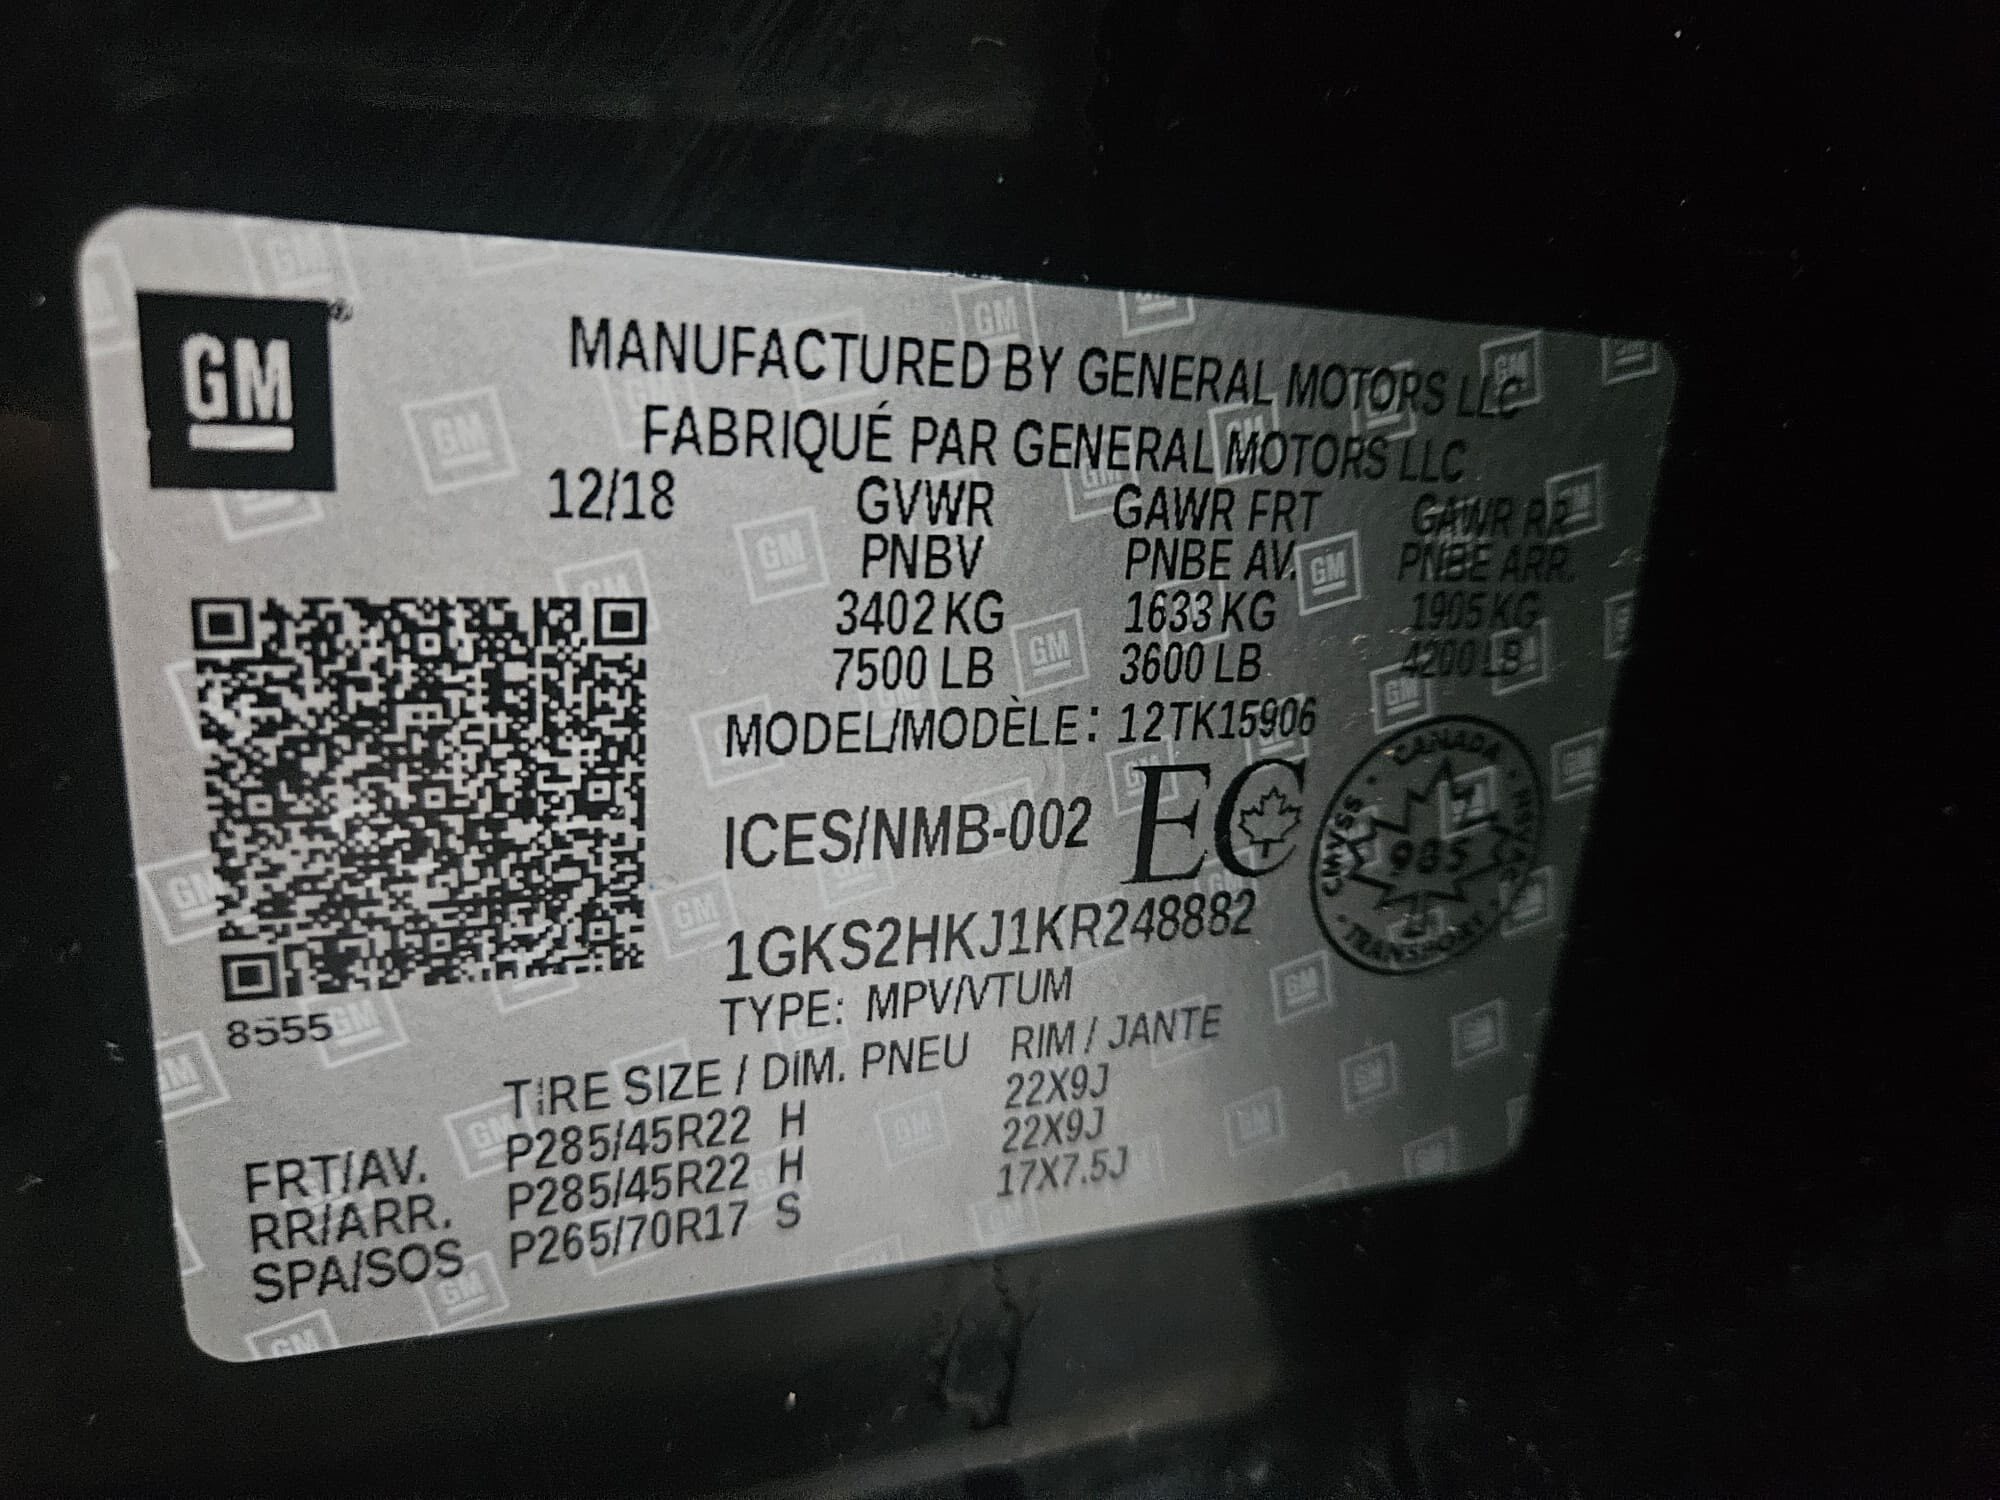 GM
MANUFACTURED BY GENERAL MOTORS LLC
FABRIQUÉ PAR GENERAL MOTORS LLC
12/18 GVWR GAWR FRT GAWR RR
PNBV PNBE AV. PNBE ARR.
3402 KG 1633 KG 1905 KG
7500 LB 3600 LB 4200 LB
MODEL/MODÈLE: 12TK15906
ICES/NMB-002 EC
CANADA
CMVSS
NSVAC
985
TRANSPORT
1GKS2HKJ1KR248882
TYPE: MPV/VTUM
8555
TIRE SIZE / DIM. PNEU RIM / JANTE
FRT/AV. P285/45R22 H 22X9J
RR/ARR. P285/45R22 H 22X9J
SPA/SOS P265/70R17 S 17X7.5J